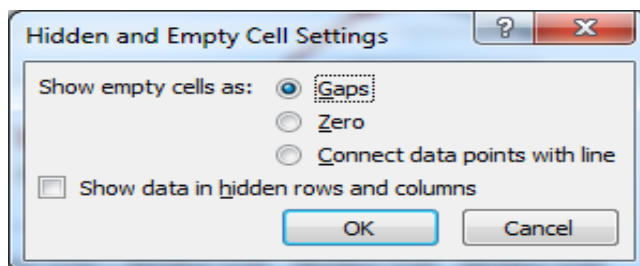 Hidden and Empty Cell Settings ?
Show empty cells as: Gaps
Zero
Connect data points with line
Show data in hidden rows and columns
OK Cancel